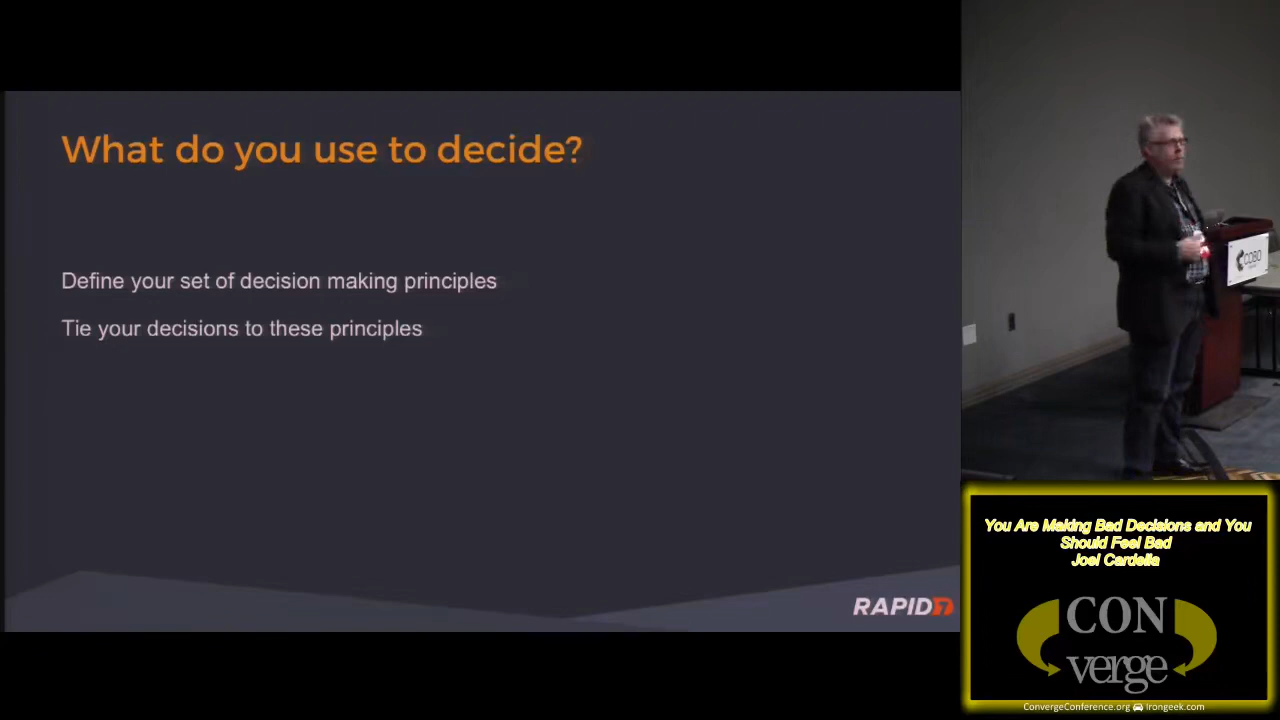 What do you use to decide?
Define your set of decision making principles
Tie your decisions to these principles
RAPID7
COBO
You Are Making Bad Decisions and You
Should Feel Bad
Joel Cardella
CON
verge
ConvergeConference.org Irongeek.com